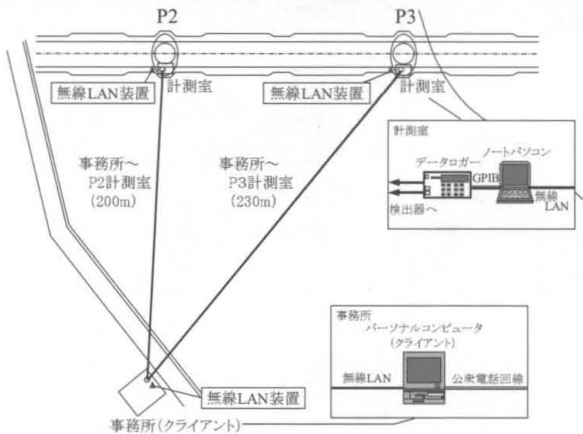 P2
P3
無線LAN装置
計測室
無線LAN装置
計測室
事務所～
P2計測室
(200m)
事務所～
P3計測室
(230m)
計測室
データロガー
ノートパソコン
GPIB
検出器へ
無線
LAN
事務所
パーソナルコンピュータ
(クライアント)
無線LAN
公衆電話回線
無線LAN装置
事務所(クライアント)